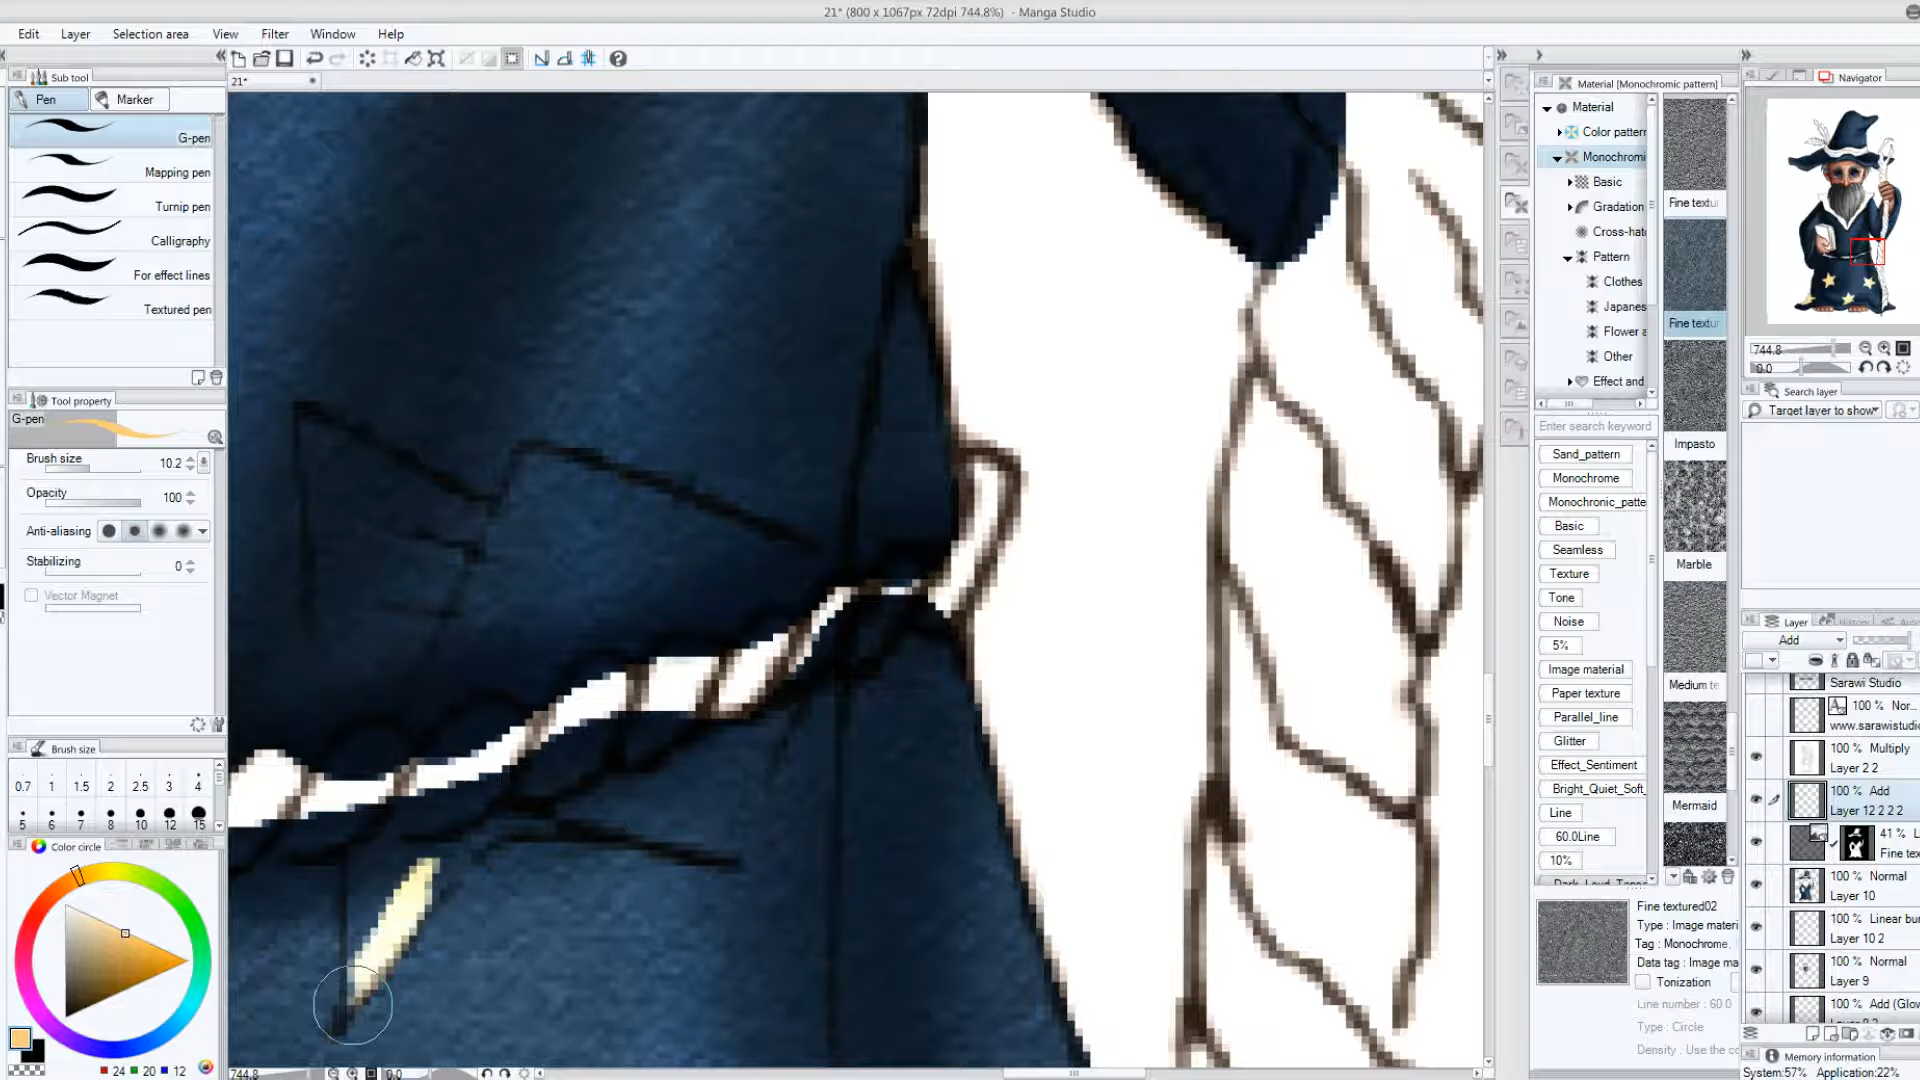 21* (800 x 1067px 72dpi 744.8%) - Manga Studio
Edit Layer Selection area View Filter Window Help
Sub tool
21*
Pen Marker
G-pen
Mapping pen
Turnip pen
Calligraphy
For effect lines
Textured pen
Tool property
G-pen
Brush size 10.2
Opacity 100
Anti-aliasing
Stabilizing 0
Vector Magnet
Brush size
0.7 1 1.5 2 2.5 3 4
5 6 7 8 10 12 15
Color circle
24 20 12
744.8 0.0
Material [Monochromic pattern]
Material
Color pattern
Monochromi
Basic
Gradation
Cross-hat
Pattern
Clothes
Japanes
Flower a
Other
Effect and
Enter search keyword
Sand_pattern
Monochrome
Monochronic_patte
Basic
Seamless
Texture
Tone
Noise
5%
Image material
Paper texture
Parallel_line
Glitter
Effect_Sentiment
Bright_Quiet_Soft_
Line
60.0Line
10%
Fine textur
Fine textur
Impasto
Marble
Medium te
Mermaid
Fine textured02
Type : Image materi
Tag : Monochrome,
Data tag : Image ma
Tonization
Line number : 60.0
Type : Circle
Density : Use the co
Navigator
744.8
0.0
Search layer
Target layer to show
Layer History
Add
Sarawi Studio
100 % Nor...
www.sarawistudio
100 % Multiply
Layer 2 2
100 % Add
Layer 12 2 2 2
41 % L
Fine tex
100 % Normal
Layer 10
100 % Linear bu
Layer 10 2
100 % Normal
Layer 9
100 % Add (Glow
Memory information
System:57% Application:22%